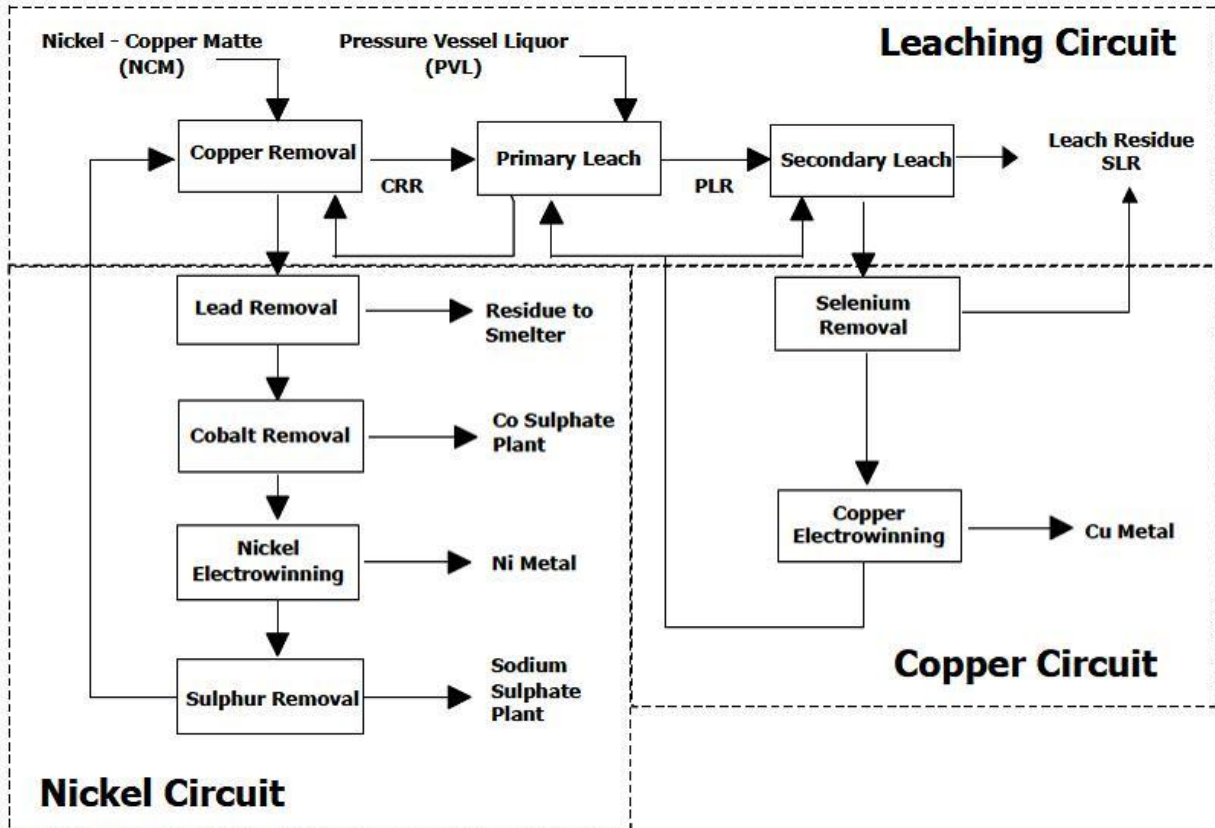 Nickel - Copper Matte
(NCM)
Pressure Vessel Liquor
(PVL)
Leaching Circuit
Copper Removal
CRR
Primary Leach
PLR
Secondary Leach
Leach Residue
SLR
Lead Removal
Residue to
Smelter
Selenium
Removal
Cobalt Removal
Co Sulphate
Plant
Nickel
Electrowinning
Ni Metal
Copper
Electrowinning
Cu Metal
Sulphur Removal
Sodium
Sulphate
Plant
Copper Circuit
Nickel Circuit